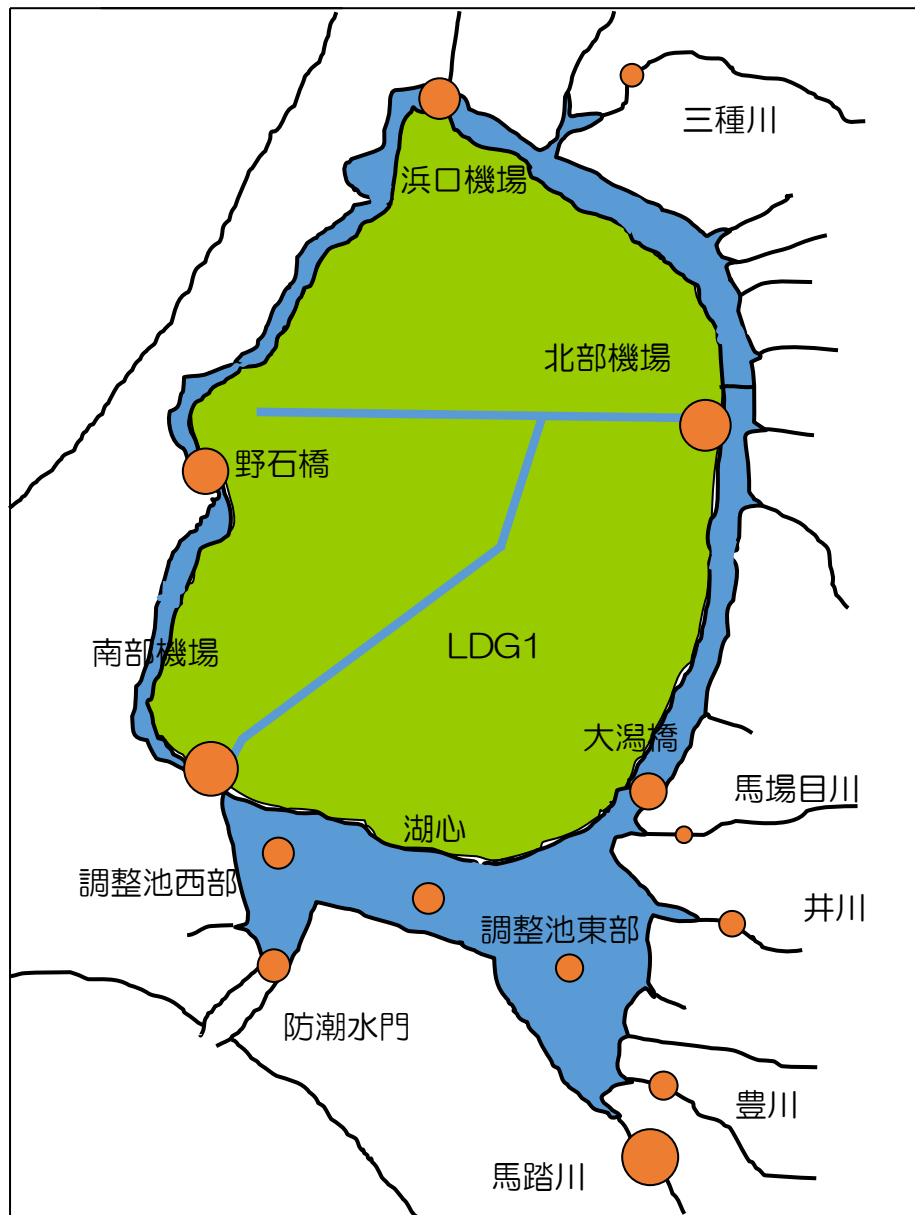 三種川
浜口機場
北部機場
野石橋
LDG1
南部機場
大潟橋
馬場目川
湖心
調整池西部
井川
調整池東部
防潮水門
豊川
馬踏川